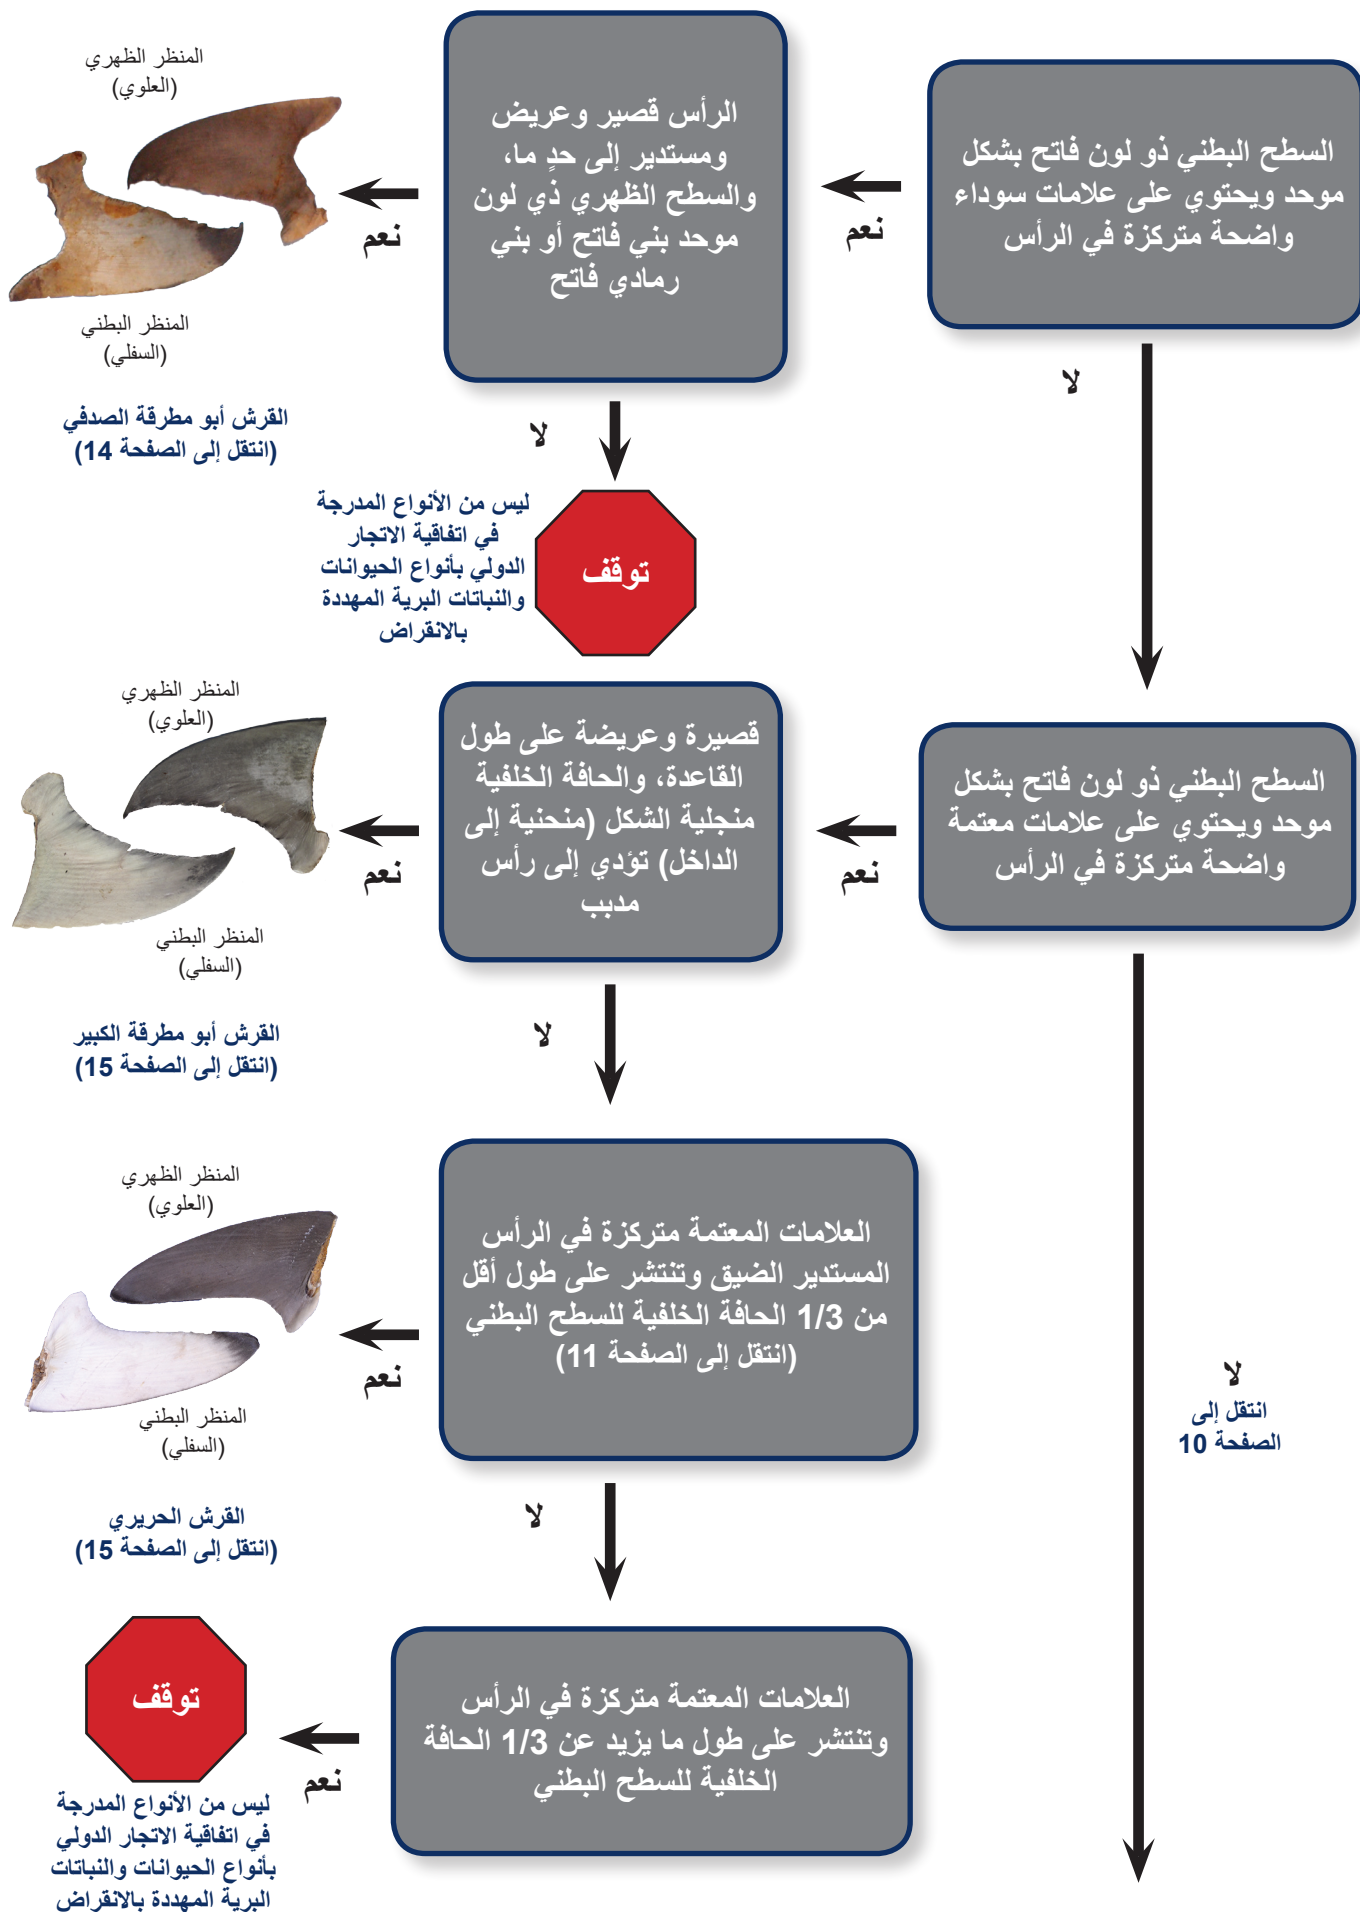 السطح البطني ذو لون فاتح بشكل
موحد ويحتوي على علامات سوداء
واضحة متركزة في الرأس
نعم
لا
الرأس قصير وعريض
ومستدير إلى حدٍ ما،
والسطح الظهري ذي لون
موحد بني فاتح أو بني
رمادي فاتح
نعم
لا
المنظر الظهري
(العلوي)
المنظر البطني
(السفلي)
القرش أبو مطرقة الصدفي
(انتقل إلى الصفحة 14)
توقف
ليس من الأنواع المدرجة
في اتفاقية الاتجار
الدولي بأنواع الحيوانات
والنباتات البرية المهددة
بالانقراض
السطح البطني ذو لون فاتح بشكل
موحد ويحتوي على علامات معتمة
واضحة متركزة في الرأس
نعم
لا
انتقل إلى
الصفحة 10
قصيرة وعريضة على طول
القاعدة، والحافة الخلفية
منجلية الشكل (منحنية إلى
الداخل) تؤدي إلى رأس
مدبب
نعم
لا
المنظر الظهري
(العلوي)
المنظر البطني
(السفلي)
القرش أبو مطرقة الكبير
(انتقل إلى الصفحة 15)
العلامات المعتمة متركزة في الرأس
المستدير الضيق وتنتشر على طول أقل
من 1/3 الحافة الخلفية للسطح البطني
(انتقل إلى الصفحة 11)
نعم
لا
المنظر الظهري
(العلوي)
المنظر البطني
(السفلي)
القرش الحريري
(انتقل إلى الصفحة 15)
العلامات المعتمة متركزة في الرأس
وتنتشر على طول ما يزيد عن 1/3 الحافة
الخلفية للسطح البطني
نعم
توقف
ليس من الأنواع المدرجة
في اتفاقية الاتجار الدولي
بأنواع الحيوانات والنباتات
البرية المهددة بالانقراض